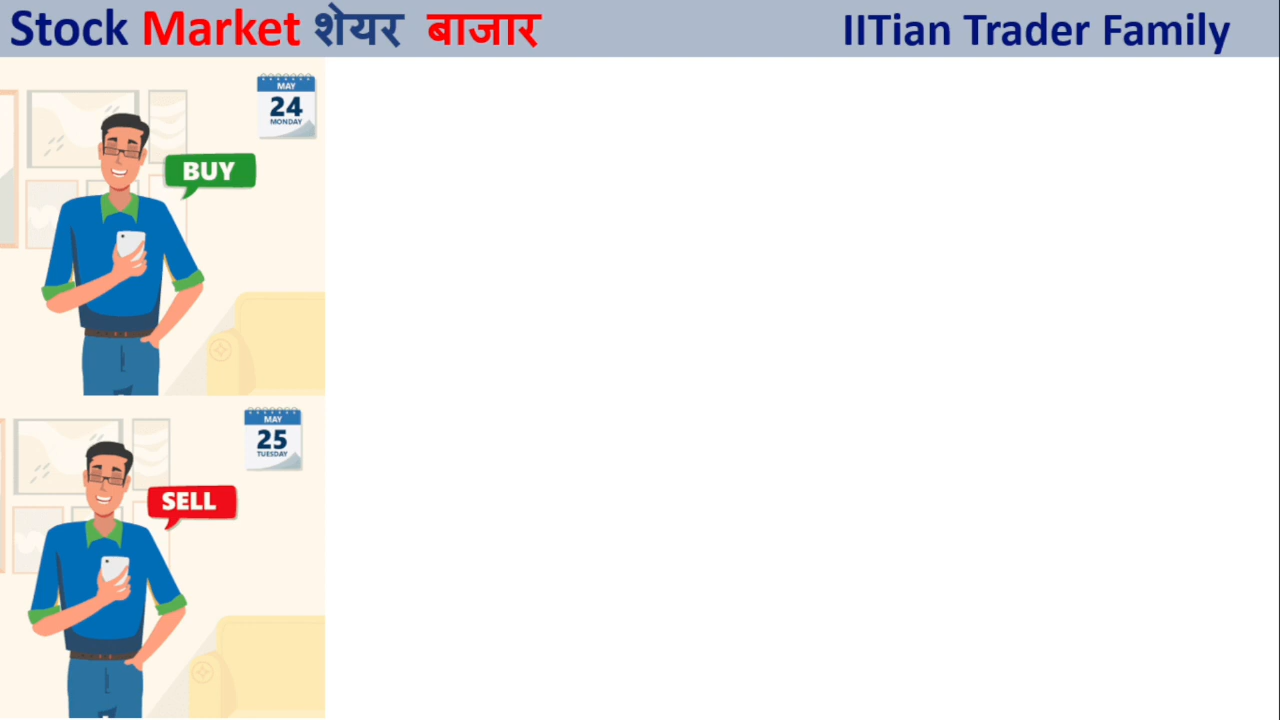 Stock Market शेयर बाजार
IITian Trader Family
MAY
24
MONDAY
BUY
MAY
25
TUESDAY
SELL